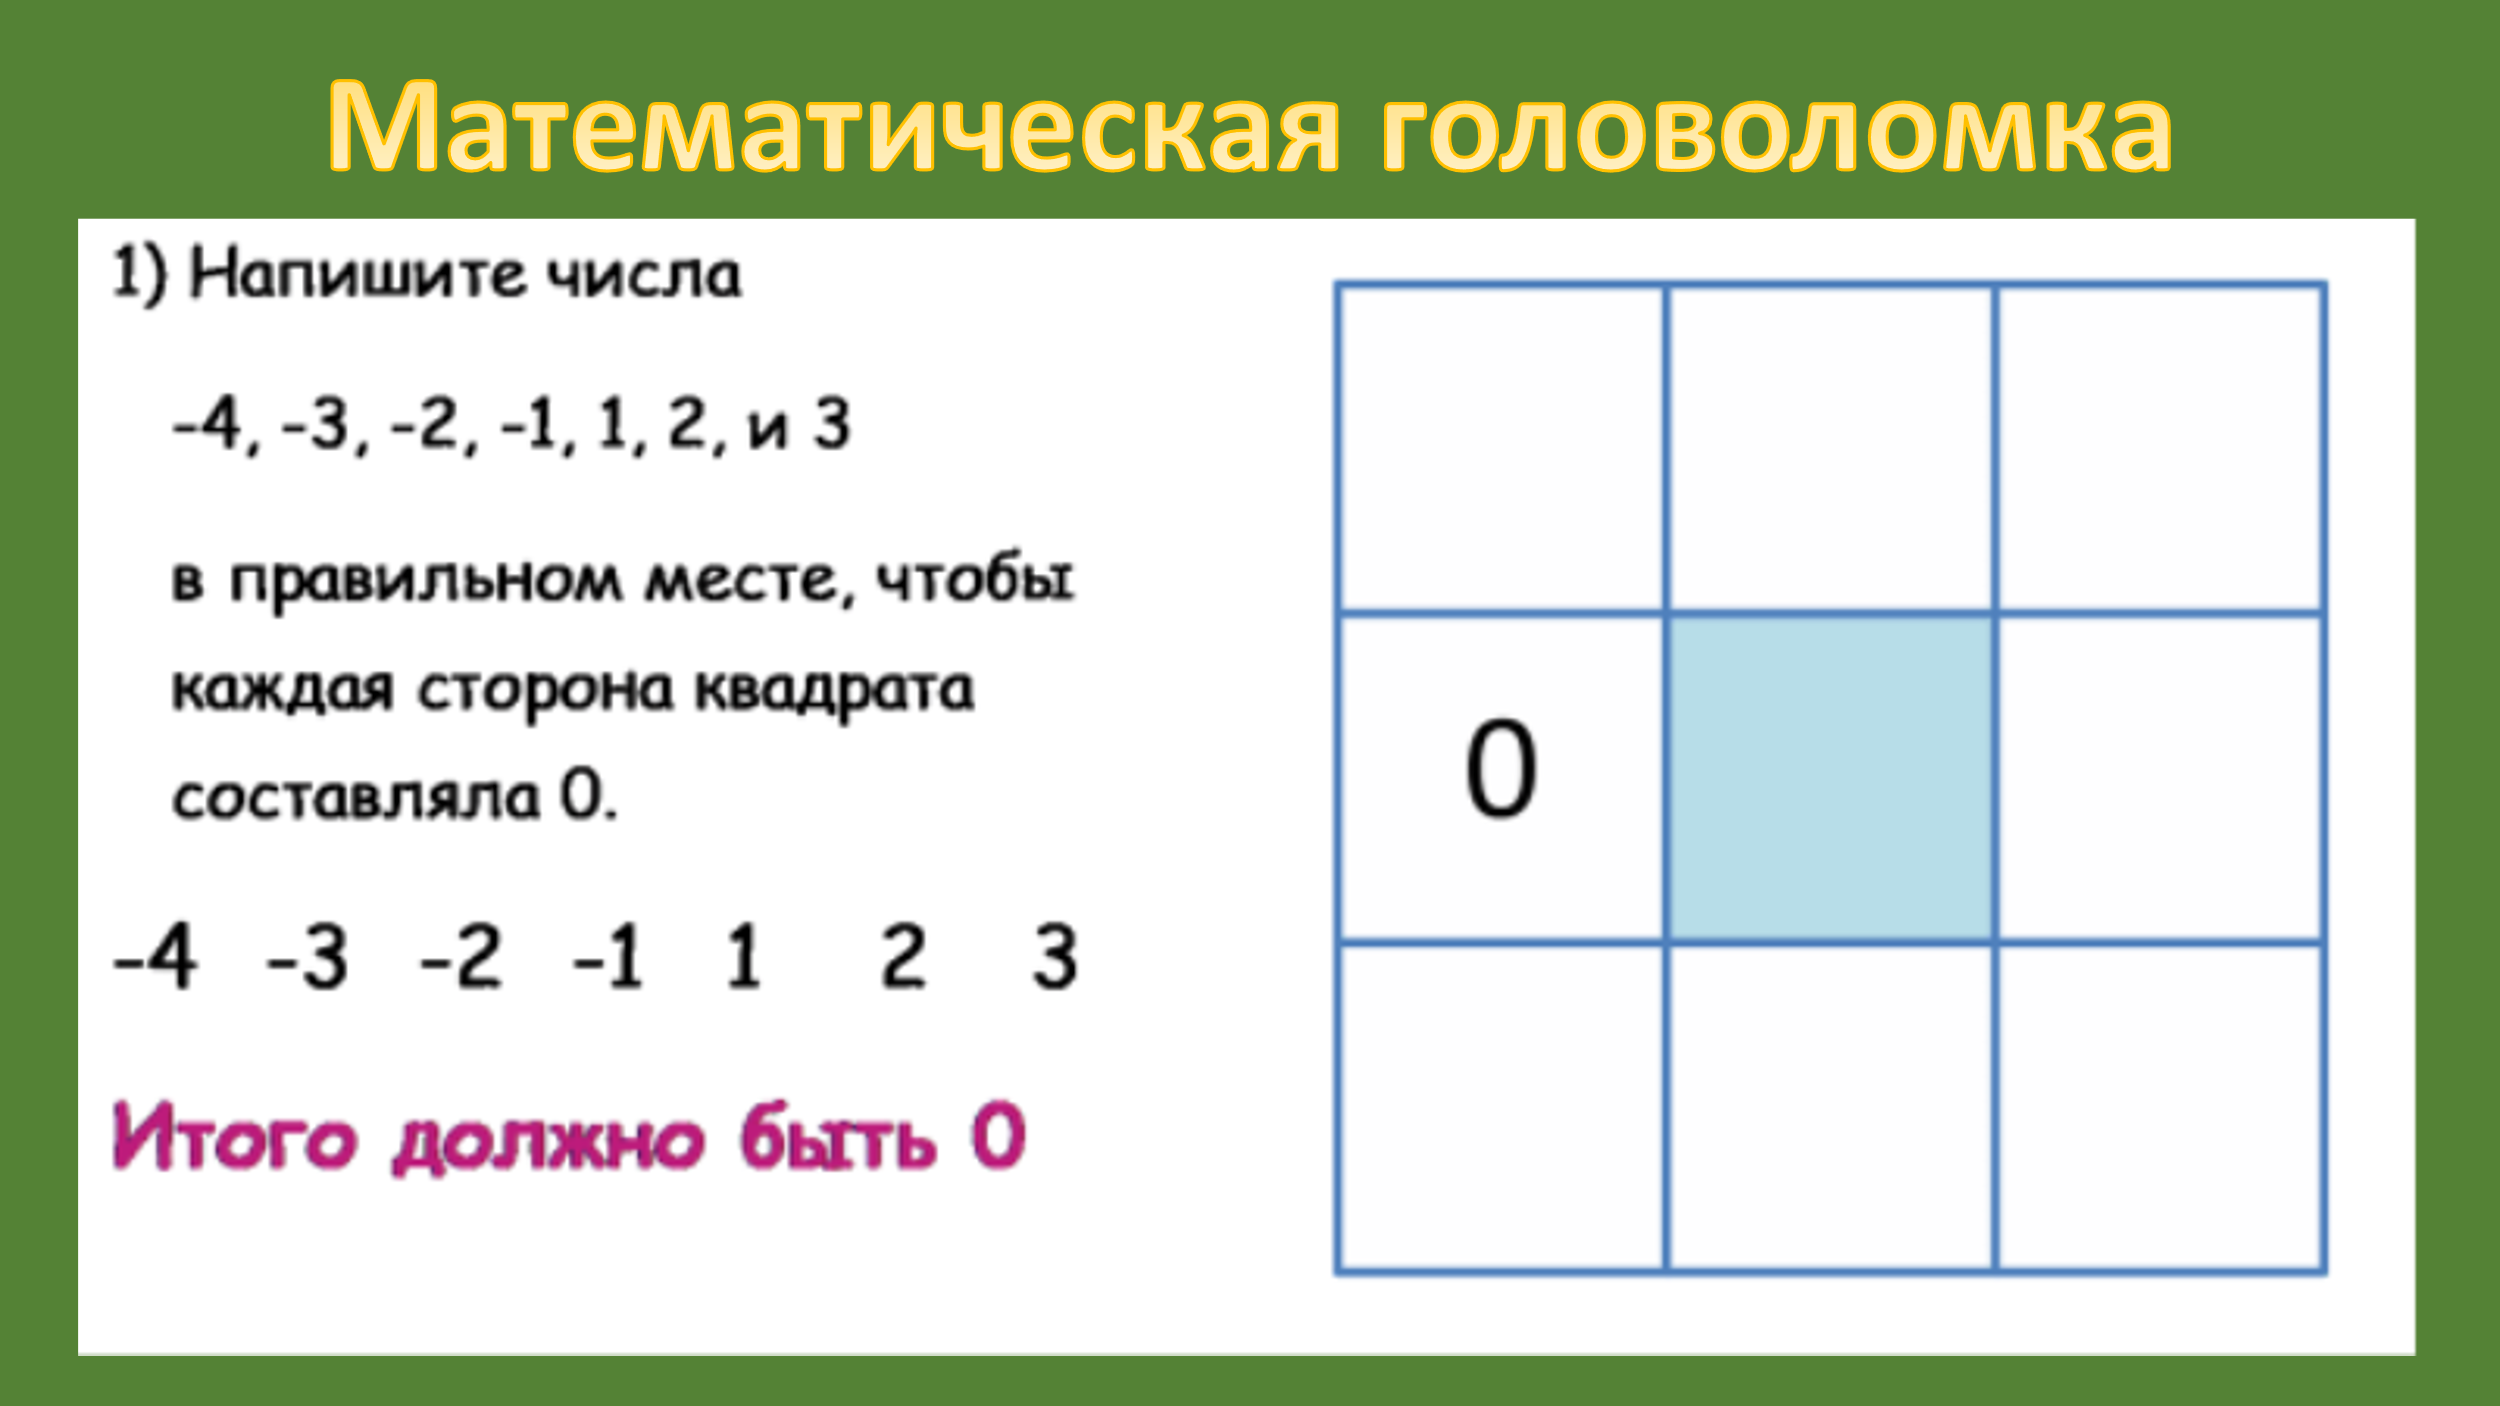 Математическая головоломка
1) Напишите числа
-4, -3, -2, -1, 1, 2, и 3
в правильном месте, чтобы
каждая сторона квадрата
составляла 0.
-4 -3 -2 -1 1 2 3
Итого должно быть 0
0